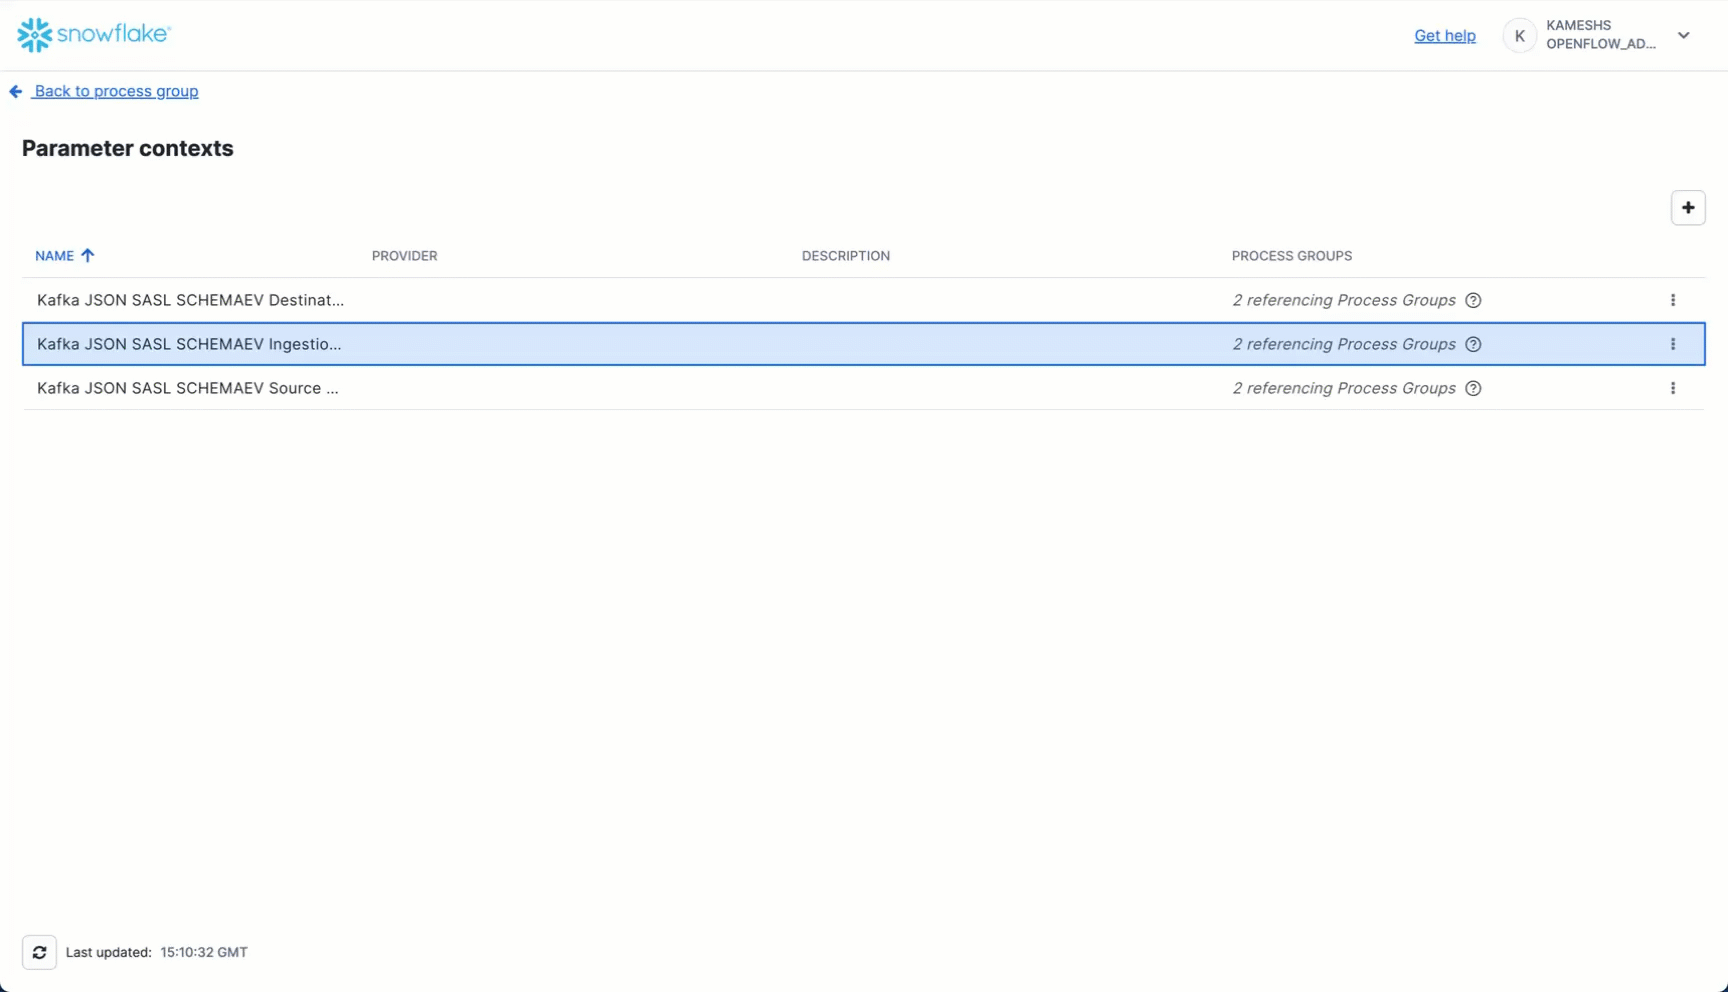 snowflake®
Get help
K
KAMESHS
OPENFLOW_AD...
Back to process group
Parameter contexts
+
NAME PROVIDER DESCRIPTION PROCESS GROUPS
Kafka JSON SASL SCHEMAEV Destinat... 2 referencing Process Groups ?
Kafka JSON SASL SCHEMAEV Ingestio... 2 referencing Process Groups ?
Kafka JSON SASL SCHEMAEV Source ... 2 referencing Process Groups ?
Last updated: 15:10:32 GMT